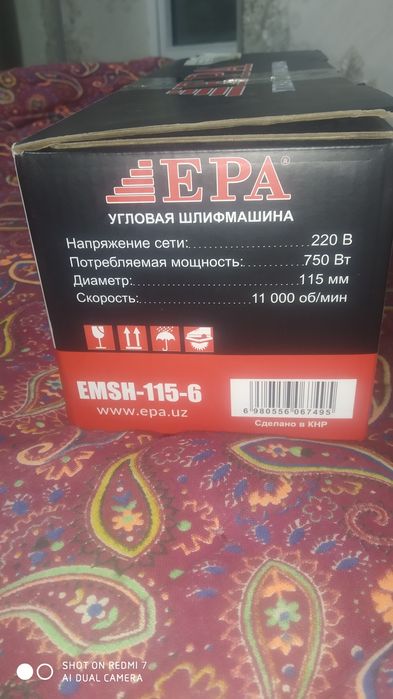 EPA®
УГЛОВАЯ ШЛИФМАШИНА
Напряжение сети:................................220 В
Потребляемая мощность:................750 Вт
Диаметр:........................................115 мм
Скорость:............................11 000 об/мин
EMSH-115-6
www.epa.uz
6 980556 067495
Сделано в КНР
SHOT ON REDMI 7
AI DUAL CAMERA